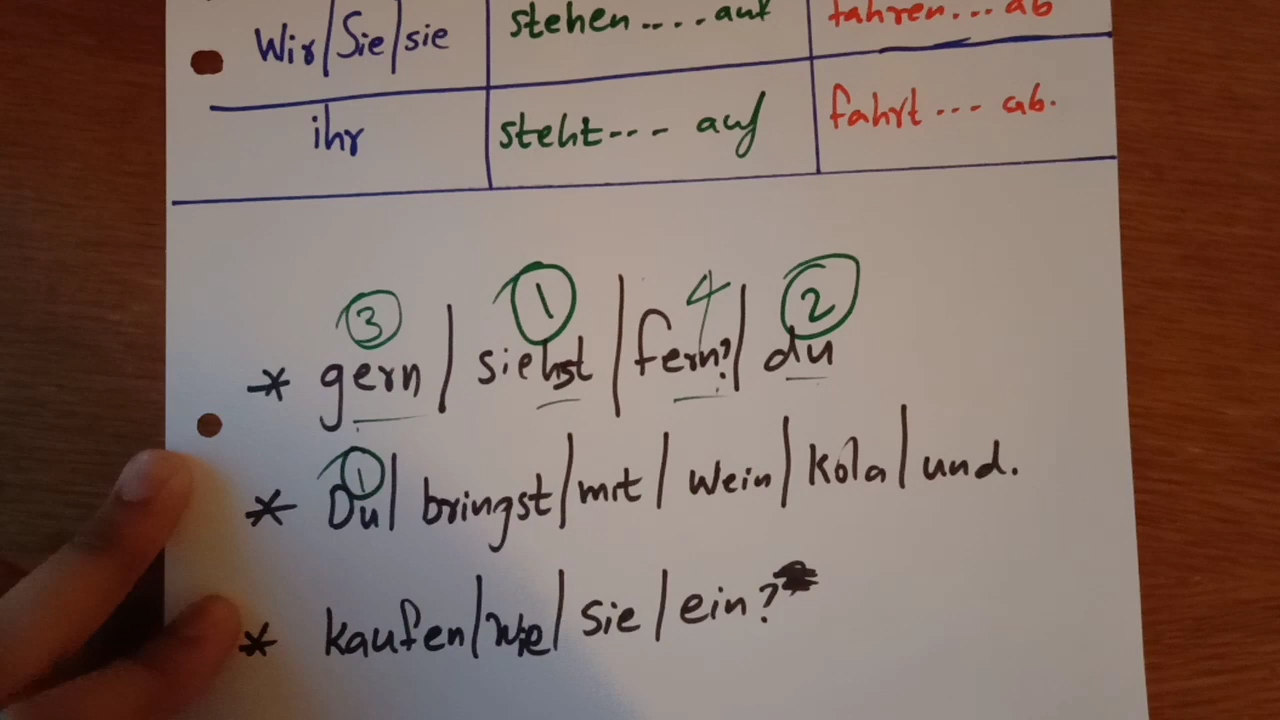 Wir/Sie/sie stehen....auf fahren...ab
ihr steht--- auf fahrt --- ab.
3 1 4 2
* gern / siehst / fern? / du
1
* Du / bringst / mit / Wein / Kola / und.
* kaufen / wie / sie / ein?